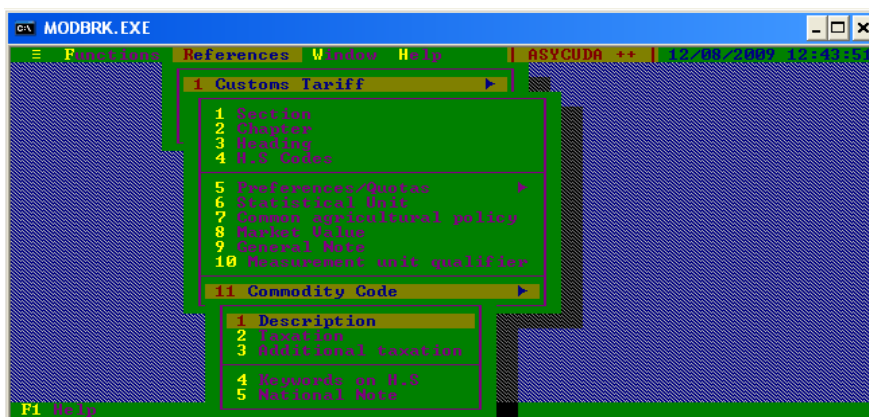 MODBRK.EXE
≡ Functions References Window Help | ASYCUDA ++ | 12/08/2009 12:43:51
1 Customs Tariff ►
1 Section
2 Chapter
3 Heading
4 H.S Codes
5 Preferences/Quotas ►
6 Statistical Unit
7 Common agricultural policy
8 Market Value
9 General Note
10 Measurement unit qualifier
11 Commodity Code ►
1 Description
2 Taxation
3 Additional taxation
4 Keywords on H.S
5 National Note
F1 Help